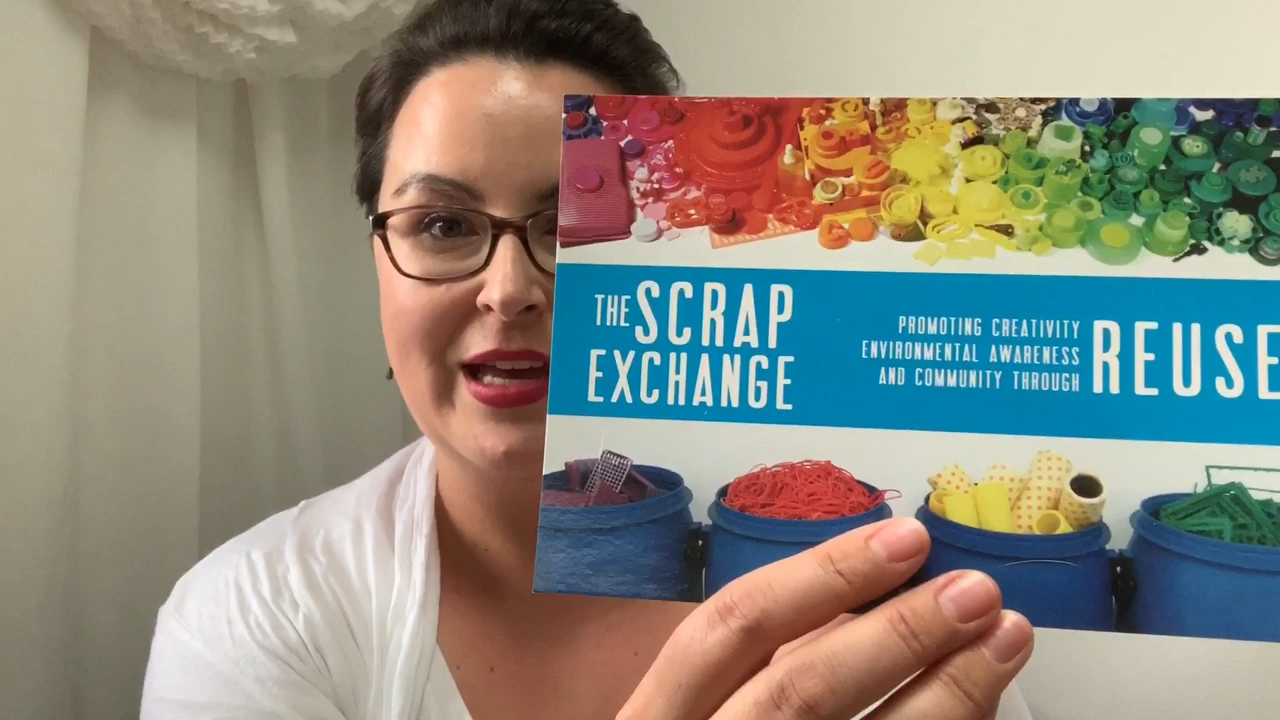 THE SCRAP
EXCHANGE
PROMOTING CREATIVITY
ENVIRONMENTAL AWARENESS
AND COMMUNITY THROUGH
REUSE